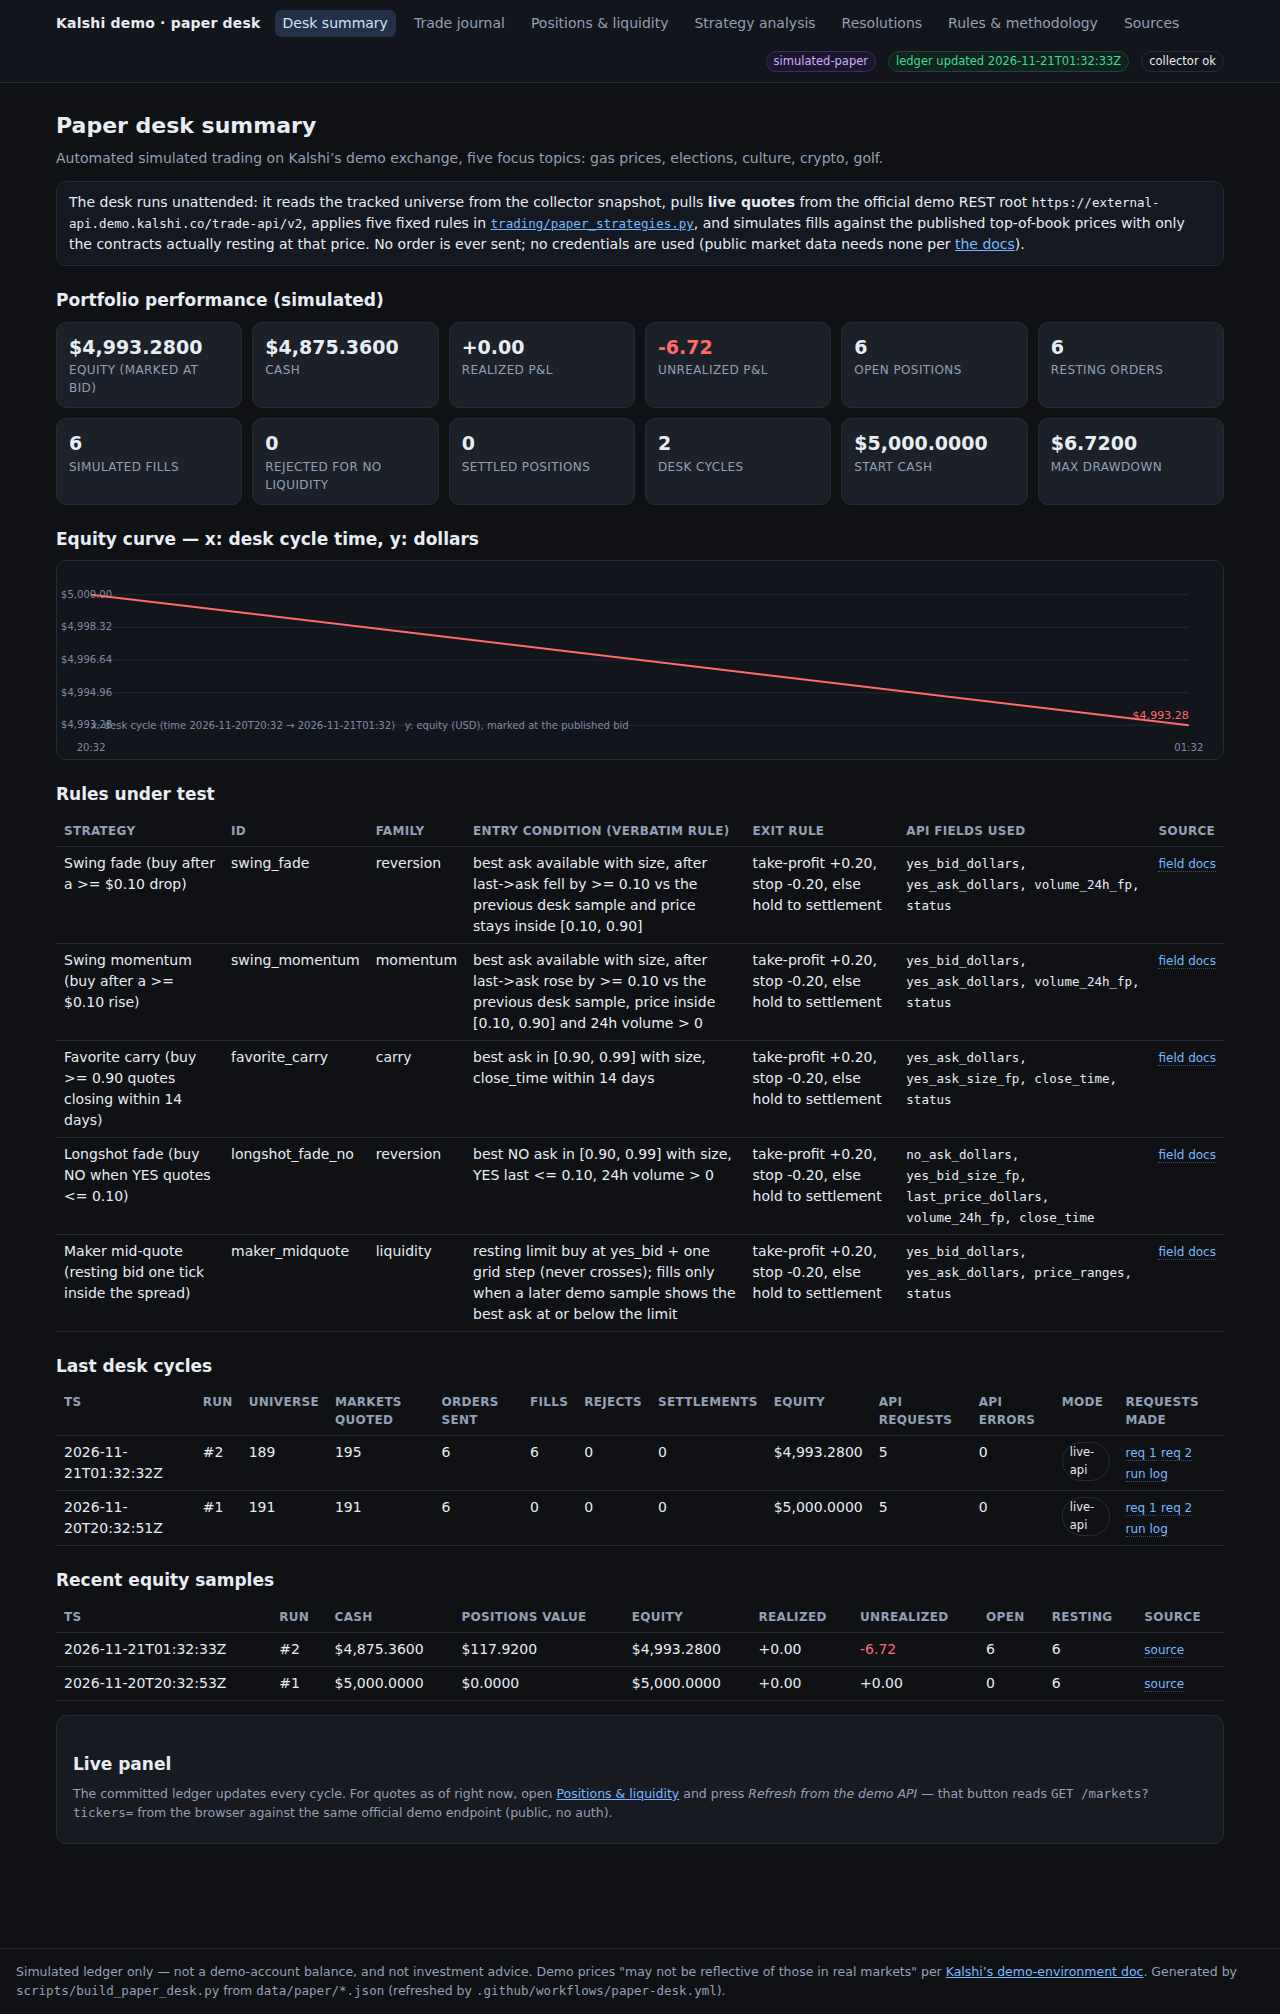 Kalshi demo · paper desk Desk summary Trade journal Positions & liquidity Strategy analysis Resolutions Rules & methodology Sources
simulated-paper ledger updated 2026-11-21T01:32:33Z collector ok
Paper desk summary
Automated simulated trading on Kalshi's demo exchange, five focus topics: gas prices, elections, culture, crypto, golf.
The desk runs unattended: it reads the tracked universe from the collector snapshot, pulls live quotes from the official demo REST root https://external-
api.demo.kalshi.co/trade-api/v2, applies five fixed rules in trading/paper_strategies.py, and simulates fills against the published top-of-book prices with only
the contracts actually resting at that price. No order is ever sent; no credentials are used (public market data needs none per the docs).
Portfolio performance (simulated)
$4,993.2800 $4,875.3600 +0.00 -6.72 6 6
EQUITY (MARKED AT CASH REALIZED P&L UNREALIZED P&L OPEN POSITIONS RESTING ORDERS
BID)
6 0 0 2 $5,000.0000 $6.7200
SIMULATED FILLS REJECTED FOR NO SETTLED POSITIONS DESK CYCLES START CASH MAX DRAWDOWN
LIQUIDITY
Equity curve — x: desk cycle time, y: dollars
$5,000.00
$4,998.32
$4,996.64
$4,994.96
$4,993.28
$4,993.28 x: desk cycle (time 2026-11-20T20:32 → 2026-11-21T01:32) y: equity (USD), marked at the published bid
20:32 01:32
Rules under test
STRATEGY ID FAMILY ENTRY CONDITION (VERBATIM RULE) EXIT RULE API FIELDS USED SOURCE
Swing fade (buy after swing_fade reversion best ask available with size, after take-profit +0.20, yes_bid_dollars, field docs
a >= $0.10 drop) last->ask fell by >= 0.10 vs the stop -0.20, else yes_ask_dollars, volume_24h_fp,
previous desk sample and price hold to settlement status
stays inside [0.10, 0.90]
Swing momentum swing_momentum momentum best ask available with size, after take-profit +0.20, yes_bid_dollars, field docs
(buy after a >= last->ask rose by >= 0.10 vs the stop -0.20, else yes_ask_dollars, volume_24h_fp,
$0.10 rise) previous desk sample, price inside hold to settlement status
[0.10, 0.90] and 24h volume > 0
Favorite carry (buy favorite_carry carry best ask in [0.90, 0.99] with size, take-profit +0.20, yes_ask_dollars, field docs
>= 0.90 quotes close_time within 14 days stop -0.20, else yes_ask_size_fp, close_time,
closing within 14 hold to settlement status
days)
Longshot fade (buy longshot_fade_no reversion best NO ask in [0.90, 0.99] with size, take-profit +0.20, no_ask_dollars, field docs
NO when YES quotes YES last <= 0.10, 24h volume > 0 stop -0.20, else yes_bid_size_fp,
<= 0.10) hold to settlement last_price_dollars,
volume_24h_fp, close_time
Maker mid-quote maker_midquote liquidity resting limit buy at yes_bid + one take-profit +0.20, yes_bid_dollars, field docs
(resting bid one tick grid step (never crosses); fills only stop -0.20, else yes_ask_dollars, price_ranges,
inside the spread) when a later demo sample shows the hold to settlement status
best ask at or below the limit
Last desk cycles
TS RUN UNIVERSE MARKETS ORDERS FILLS REJECTS SETTLEMENTS EQUITY API API MODE REQUESTS
QUOTED SENT REQUESTS ERRORS MADE
2026-11- #2 189 195 6 6 0 0 $4,993.2800 5 0 live- req 1 req 2
21T01:32:32Z api run log
2026-11- #1 191 191 6 0 0 0 $5,000.0000 5 0 live- req 1 req 2
20T20:32:51Z api run log
Recent equity samples
TS RUN CASH POSITIONS VALUE EQUITY REALIZED UNREALIZED OPEN RESTING SOURCE
2026-11-21T01:32:33Z #2 $4,875.3600 $117.9200 $4,993.2800 +0.00 -6.72 6 6 source
2026-11-20T20:32:53Z #1 $5,000.0000 $0.0000 $5,000.0000 +0.00 +0.00 0 6 source
Live panel
The committed ledger updates every cycle. For quotes as of right now, open Positions & liquidity and press Refresh from the demo API — that button reads GET /markets?
tickers= from the browser against the same official demo endpoint (public, no auth).
Simulated ledger only — not a demo-account balance, and not investment advice. Demo prices "may not be reflective of those in real markets" per Kalshi's demo-environment doc. Generated by
scripts/build_paper_desk.py from data/paper/*.json (refreshed by .github/workflows/paper-desk.yml).